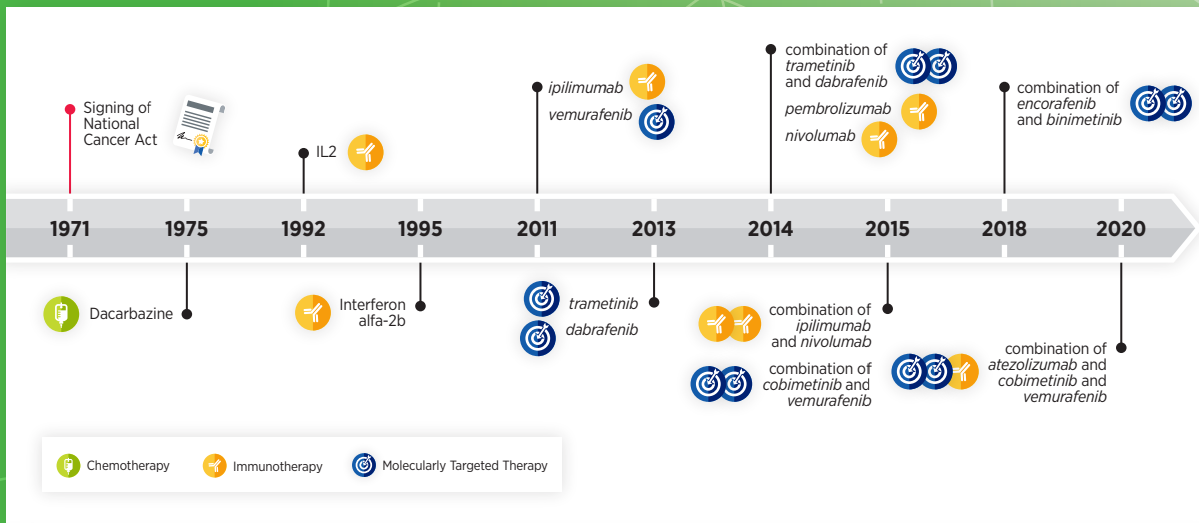 Signing of
National
Cancer Act
IL2
ipilimumab
vemurafenib
combination of
trametinib
and dabrafenib
pembrolizumab
nivolumab
combination of
encorafenib
and binimetinib
1971
1975
1992
1995
2011
2013
2014
2015
2018
2020
Dacarbazine
Interferon
alfa-2b
trametinib
dabrafenib
combination of
ipilimumab
and nivolumab
combination of
cobimetinib and
vemurafenib
combination of
atezolizumab and
cobimetinib and
vemurafenib
Chemotherapy
Immunotherapy
Molecularly Targeted Therapy